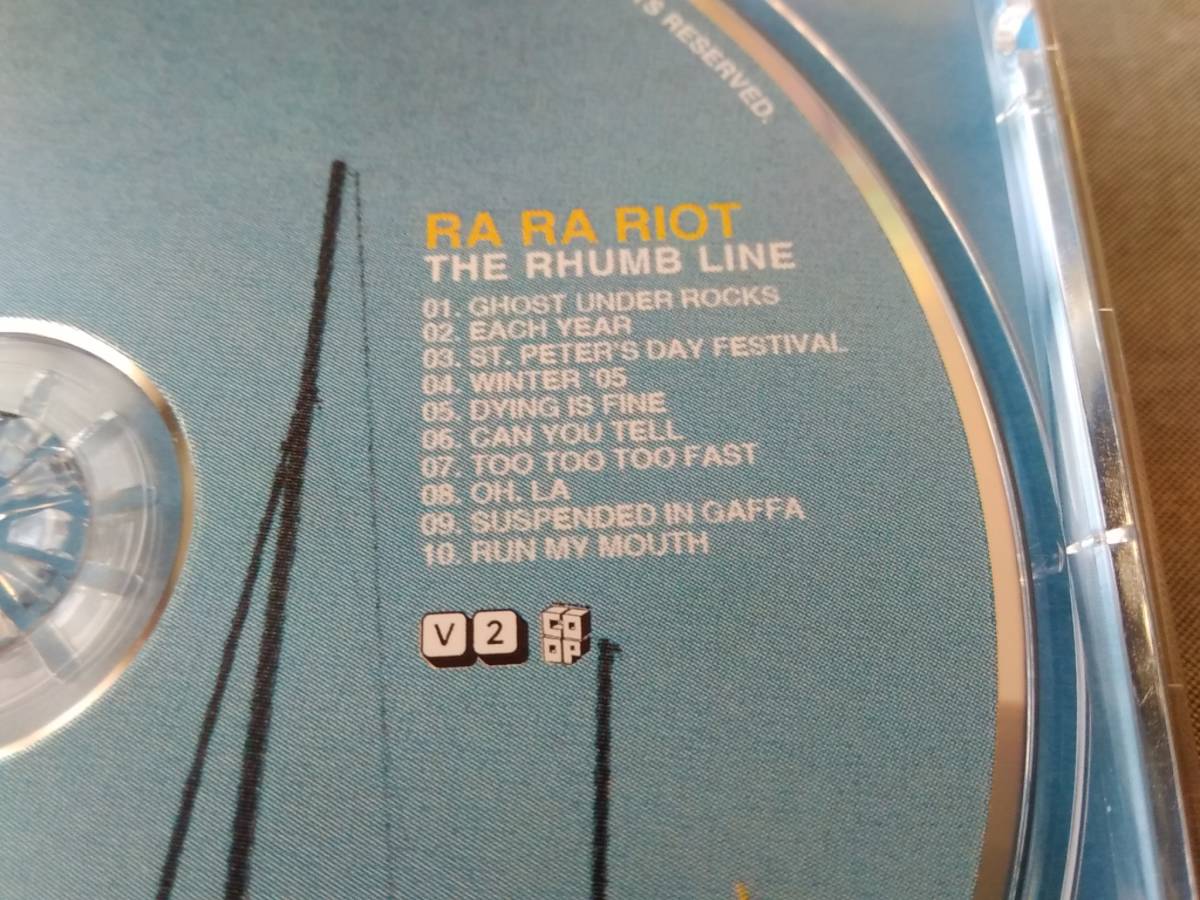 RESERVED.
RA RA RIOT
THE RHUMB LINE
01. GHOST UNDER ROCKS
02. EACH YEAR
03. ST. PETER'S DAY FESTIVAL
04. WINTER '05
05. DYING IS FINE
06. CAN YOU TELL
07. TOO TOO TOO FAST
08. OH, LA
09. SUSPENDED IN GAFFA
10. RUN MY MOUTH
V2 CO
OP